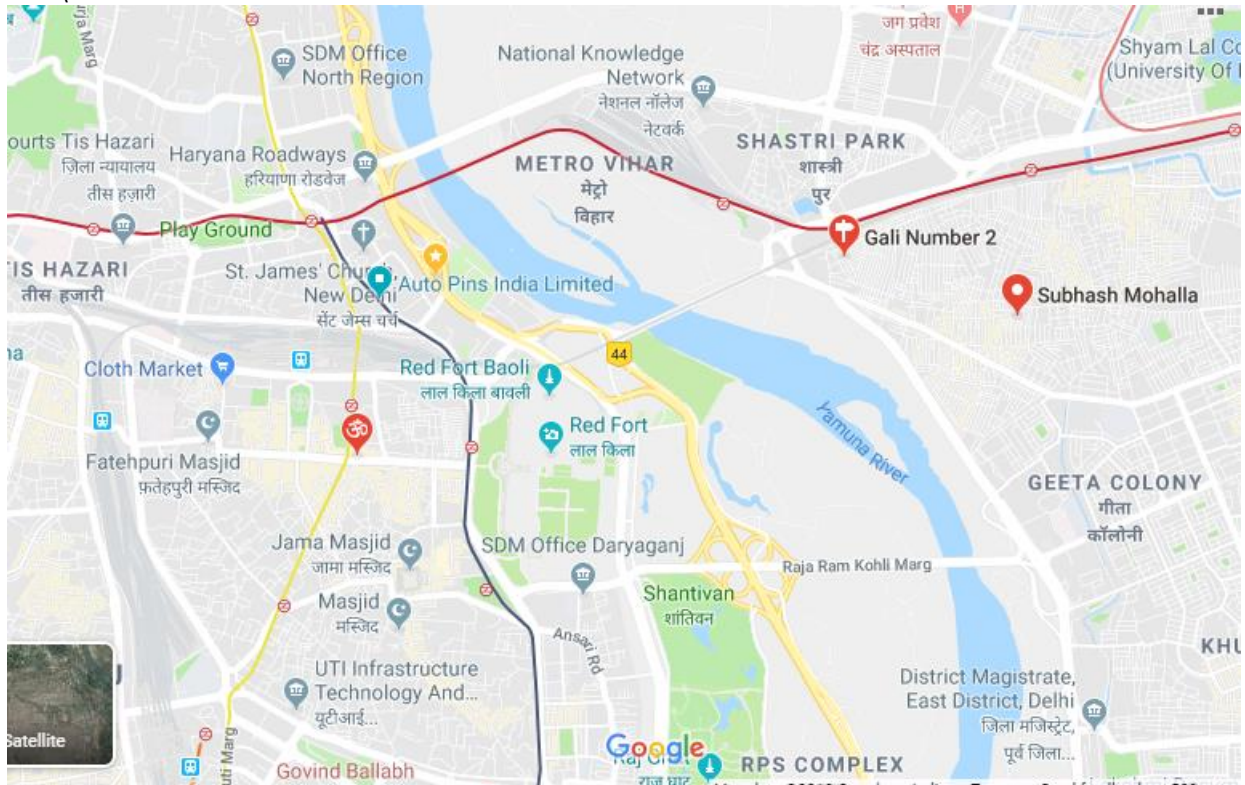 urja Marg
SDM Office
North Region
National Knowledge
Network
नेशनल नॉलेज
नेटवर्क
जग प्रवेश
चंद्र अस्पताल
Shyam Lal Co
(University Of
ourts Tis Hazari
ज़िला न्यायालय
तीस हज़ारी
Haryana Roadways
हरियाणा रोडवेज
METRO VIHAR
मेट्रो
विहार
SHASTRI PARK
शास्त्री
पुर
Play Ground
Gali Number 2
TIS HAZARI
तीस हजारी
St. James' Church,
New Delhi
सेंट जेम्स चर्च
Auto Pins India Limited
Subhash Mohalla
44
Cloth Market
Red Fort Baoli
लाल किला बावली
Red Fort
लाल किला
ॐ
Yamuna River
Fatehpuri Masjid
फ़तेहपुरी मस्जिद
GEETA COLONY
गीता
कॉलोनी
Jama Masjid
जामा मस्जिद
SDM Office Daryaganj
Raja Ram Kohli Marg
Masjid
मस्जिद
Shantivan
शांतिवन
Ansari Rd
KHU
UTI Infrastructure
Technology And...
यूटीआई...
District Magistrate,
East District, Delhi
जिला मजिस्ट्रेट,
पूर्व जिला...
Satellite
uti Marg
Google
Govind Ballabh
RPS COMPLEX
राज घाट